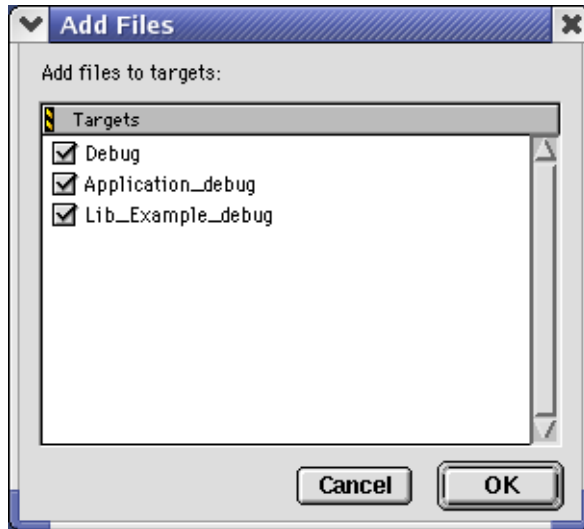 Add Files
Add files to targets:
Targets
Debug
Application_debug
Lib_Example_debug
Cancel
OK